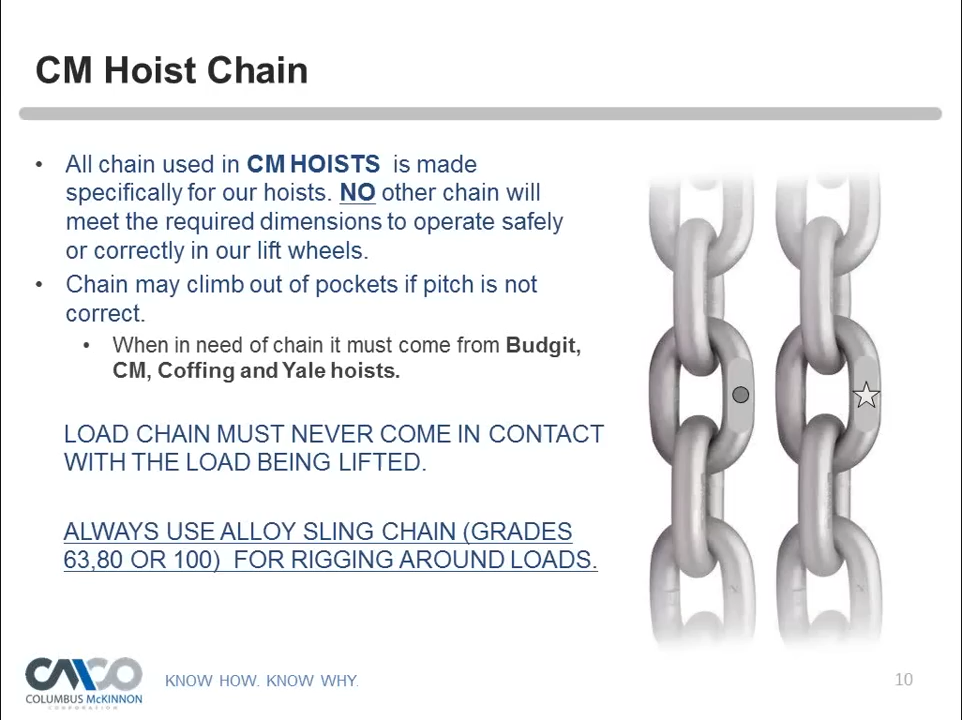 CM Hoist Chain
• All chain used in CM HOISTS is made
specifically for our hoists. NO other chain will
meet the required dimensions to operate safely
or correctly in our lift wheels.
• Chain may climb out of pockets if pitch is not
correct.
• When in need of chain it must come from Budgit,
CM, Coffing and Yale hoists.
LOAD CHAIN MUST NEVER COME IN CONTACT
WITH THE LOAD BEING LIFTED.
ALWAYS USE ALLOY SLING CHAIN (GRADES
63,80 OR 100) FOR RIGGING AROUND LOADS.
CMCO
COLUMBUS McKINNON
CORPORATION
KNOW HOW. KNOW WHY.
10